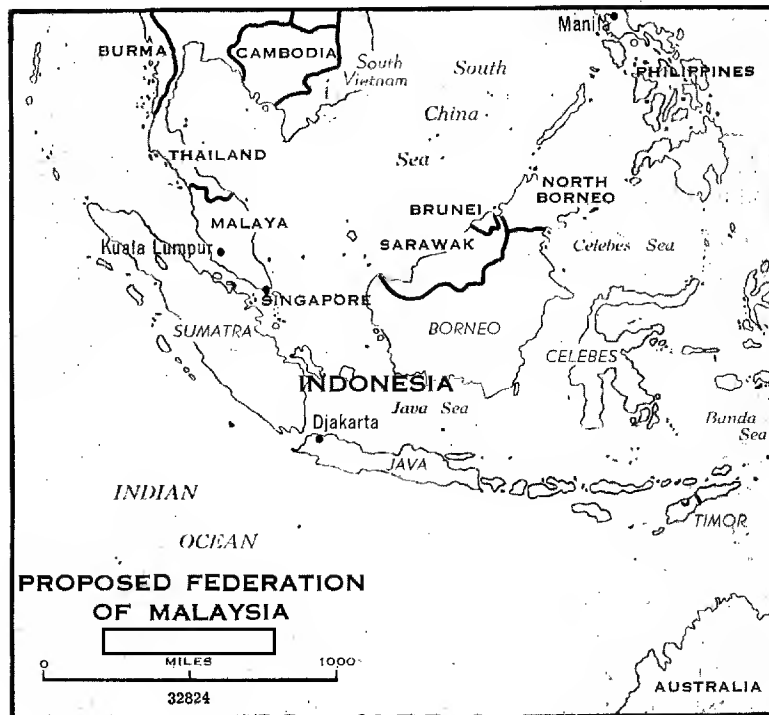 Manila
BURMA
CAMBODIA
South
Vietnam
South
China
Sea
PHILIPPINES
THAILAND
NORTH
BORNEO
MALAYA
BRUNEI
SARAWAK
Kuala Lumpur
Celebes Sea
SINGAPORE
SUMATRA
BORNEO
CELEBES
INDONESIA
Java Sea
Banda
Sea
Djakarta
JAVA
INDIAN
OCEAN
TIMOR
PROPOSED FEDERATION
OF MALAYSIA
MILES
0 1000
32824
AUSTRALIA